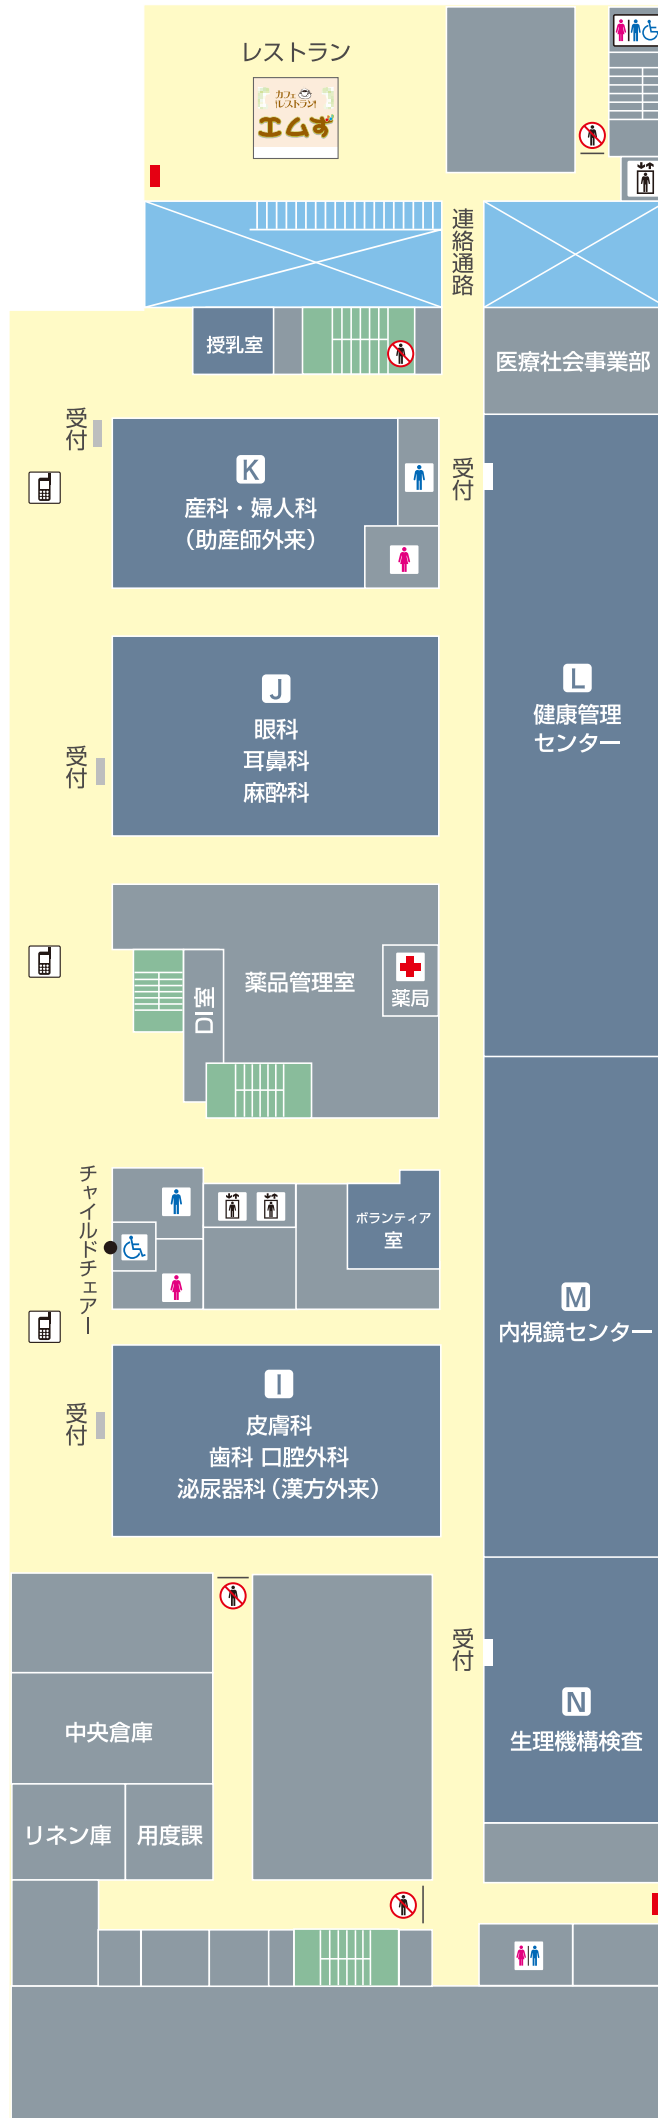 レストラン
カフェ
レストラン!
エムず
連絡通路
授乳室
医療社会事業部
受付
K
産科・婦人科
（助産師外来）
受付
J
眼科
耳鼻科
麻酔科
受付
L
健康管理
センター
薬品管理室
DI室
薬局
チャイルドチェアー
ボランティア
室
M
内視鏡センター
I
皮膚科
歯科 口腔外科
泌尿器科（漢方外来）
受付
受付
N
生理機構検査
中央倉庫
リネン庫
用度課